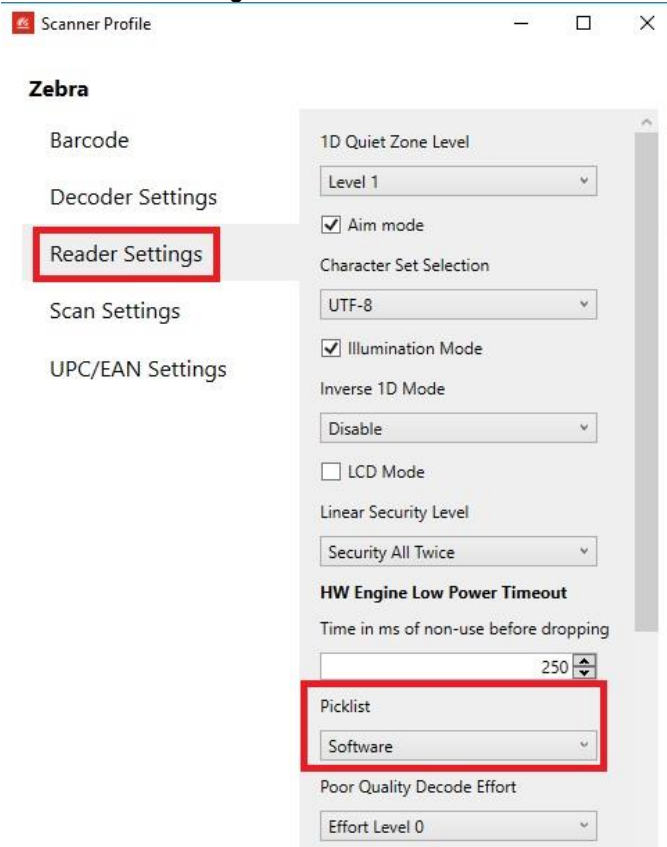 Scanner Profile
Zebra
Barcode
Decoder Settings
Reader Settings
Scan Settings
UPC/EAN Settings
1D Quiet Zone Level
Level 1
Aim mode
Character Set Selection
UTF-8
Illumination Mode
Inverse 1D Mode
Disable
LCD Mode
Linear Security Level
Security All Twice
HW Engine Low Power Timeout
Time in ms of non-use before dropping
250
Picklist
Software
Poor Quality Decode Effort
Effort Level 0